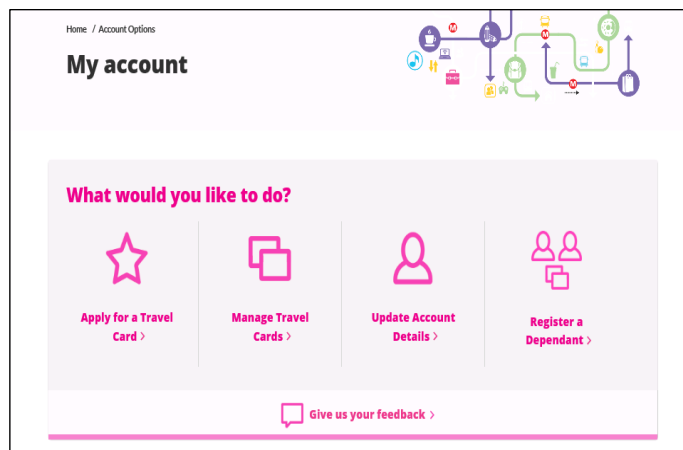 Home / Account Options
My account
M
M
M
What would you like to do?
Apply for a Travel
Card >
Manage Travel
Cards >
Update Account
Details >
Register a
Dependant >
Give us your feedback >